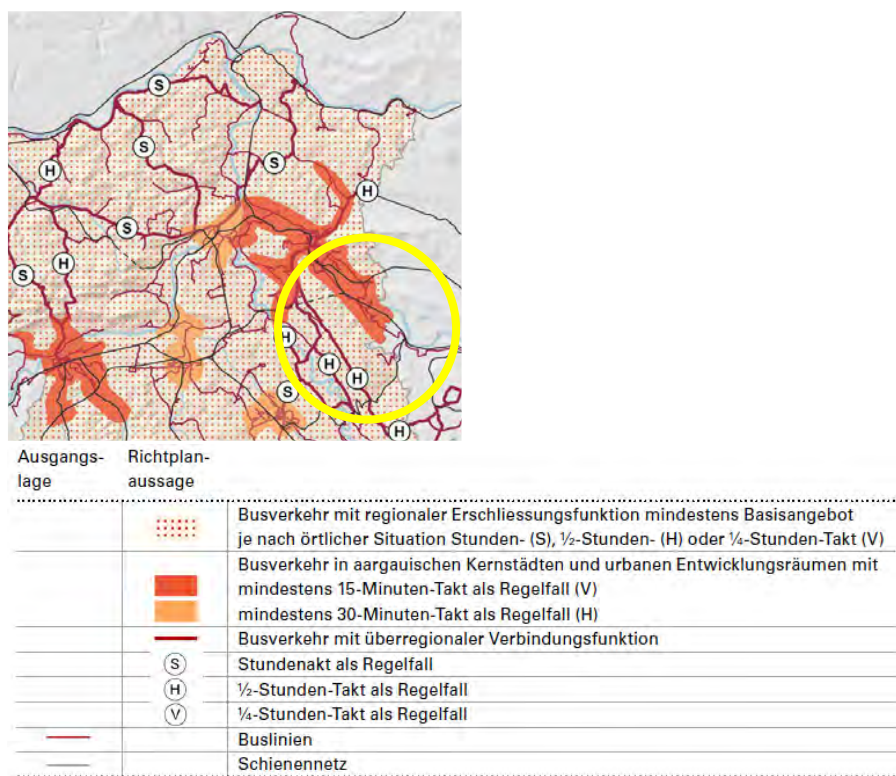 S
S
H
S
H
S
H
S
H
H
H
S
H
Ausgangs- Richtplan-
lage aussage
Busverkehr mit regionaler Erschliessungsfunktion mindestens Basisangebot
je nach örtlicher Situation Stunden- (S), ½-Stunden- (H) oder ¼-Stunden-Takt (V)
Busverkehr in aargauischen Kernstädten und urbanen Entwicklungsräumen mit
mindestens 15-Minuten-Takt als Regelfall (V)
mindestens 30-Minuten-Takt als Regelfall (H)
Busverkehr mit überregionaler Verbindungsfunktion
S Stundenakt als Regelfall
H ½-Stunden-Takt als Regelfall
V ¼-Stunden-Takt als Regelfall
Buslinien
Schienennetz